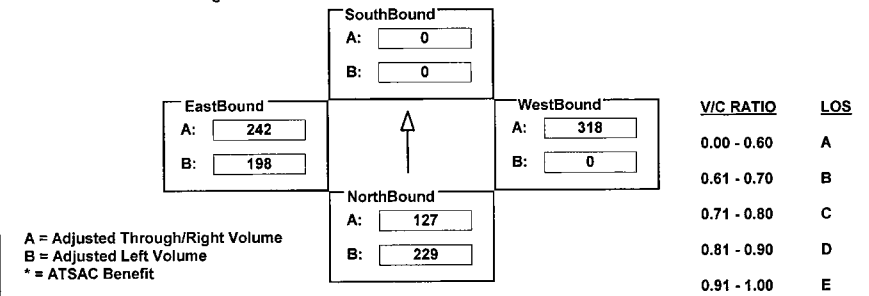 SouthBound
A: 0
B: 0
EastBound
A: 242
B: 198
WestBound
A: 318
B: 0
NorthBound
A: 127
B: 229
A = Adjusted Through/Right Volume
B = Adjusted Left Volume
* = ATSAC Benefit
V/C RATIO LOS
0.00 - 0.60 A
0.61 - 0.70 B
0.71 - 0.80 C
0.81 - 0.90 D
0.91 - 1.00 E